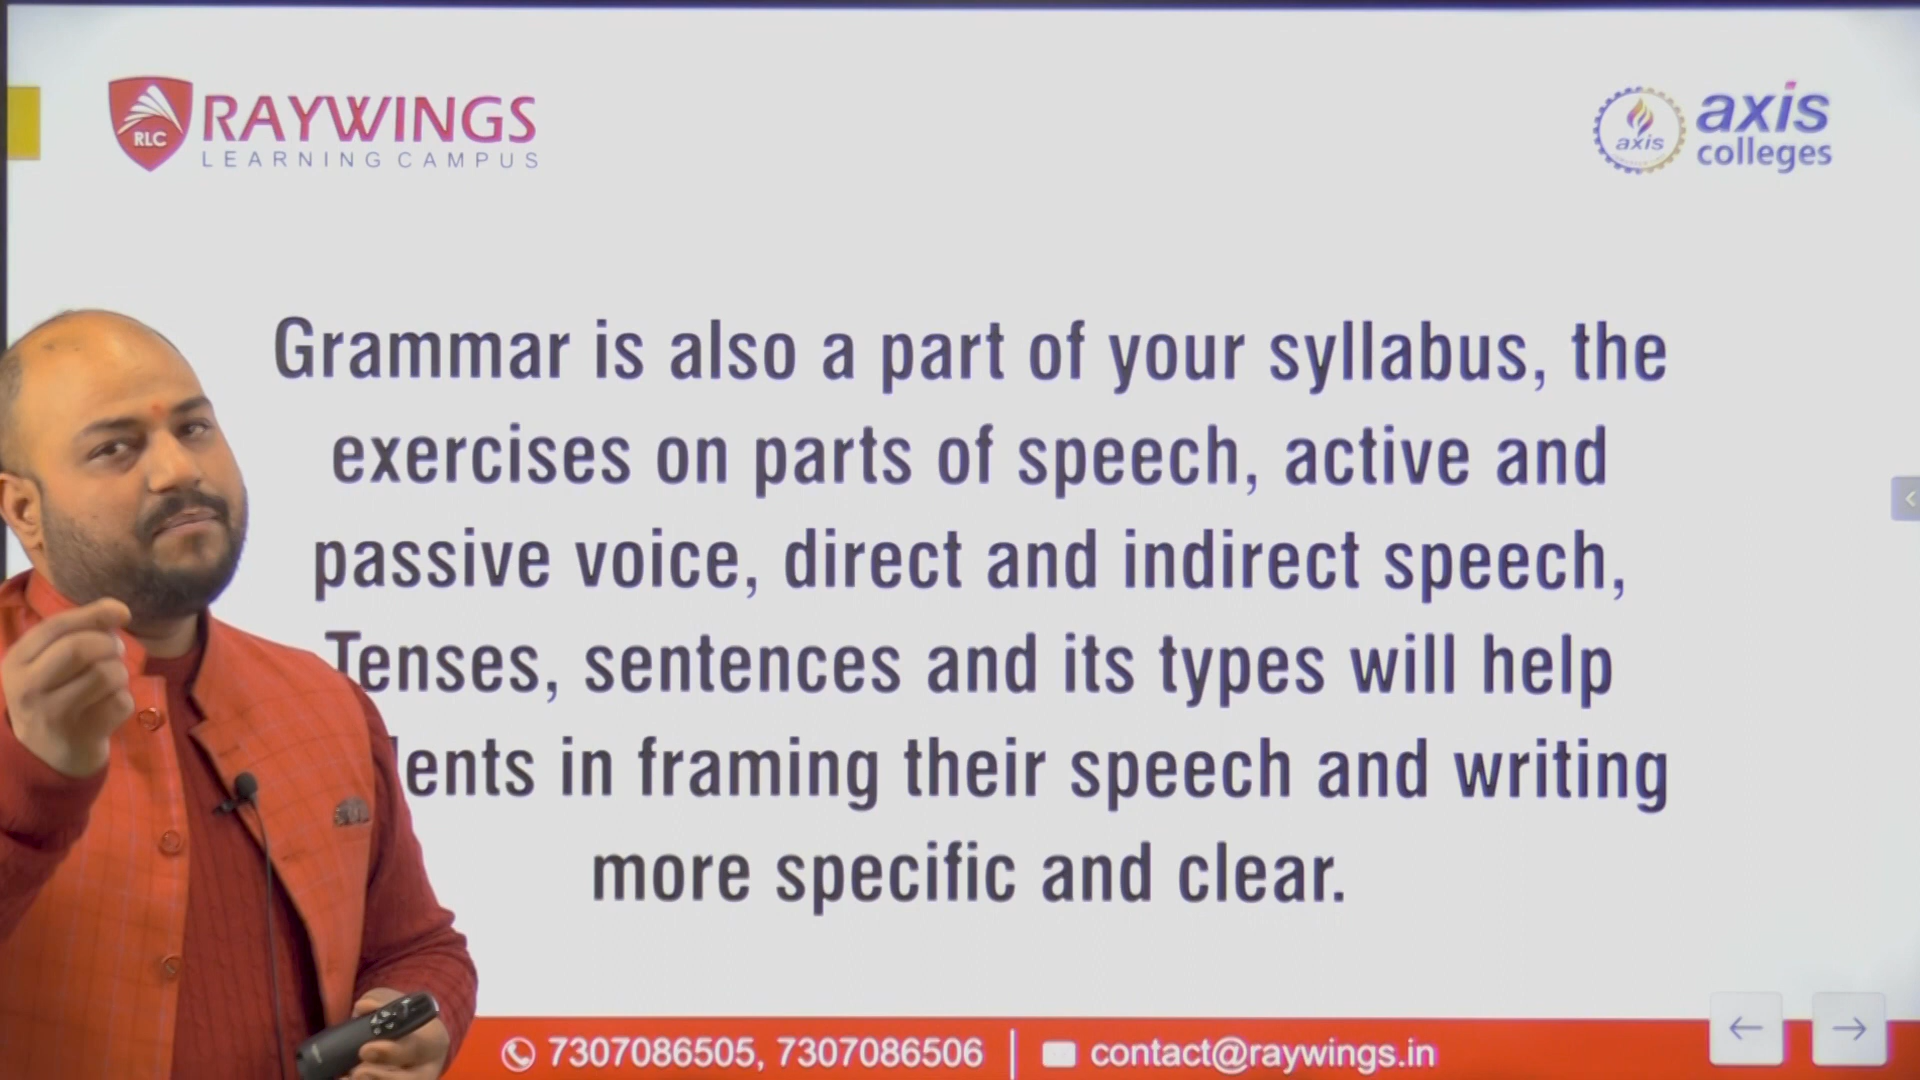 RLC
RAYWINGS
LEARNING CAMPUS
axis
axis
colleges
Grammar is also a part of your syllabus, the
exercises on parts of speech, active and
passive voice, direct and indirect speech,
Tenses, sentences and its types will help
in framing their speech and writing
more specific and clear.
7307086505, 7307086506
contact@raywings.in